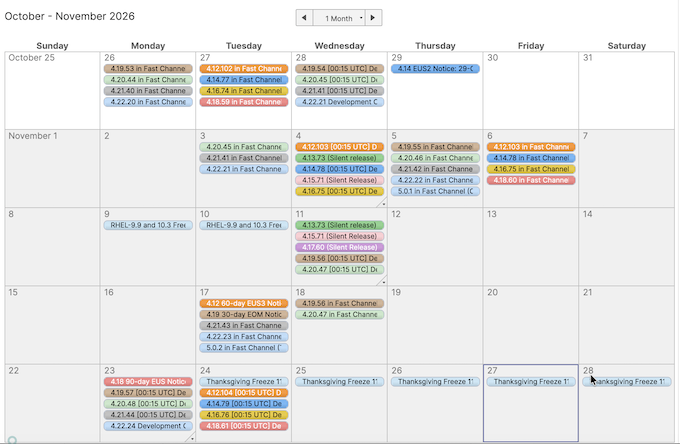 October - November 2026
1 Month
Sunday Monday Tuesday Wednesday Thursday Friday Saturday
October 25 26 27 28 29 30 31
4.19.53 in Fast Channe
4.20.44 in Fast Channe
4.21.40 in Fast Channe
4.22.20 in Fast Channe
4.12.102 in Fast Channe
4.14.77 in Fast Channe
4.16.74 in Fast Channe
4.18.59 in Fast Channe
4.19.54 [00:15 UTC] De
4.20.45 [00:15 UTC] De
4.21.41 [00:15 UTC] De
4.22.21 Development C
4.14 EUS2 Notice: 29-C
November 1 2 3 4 5 6 7
4.20.45 in Fast Channe
4.21.41 in Fast Channe
4.22.21 in Fast Channe
4.12.103 [00:15 UTC] D
4.13.73 (Silent release)
4.14.78 [00:15 UTC] De
4.15.71 (Silent Release)
4.16.75 [00:15 UTC] De
4.19.55 in Fast Channe
4.20.46 in Fast Channe
4.21.42 in Fast Channe
4.22.22 in Fast Channe
5.0.1 in Fast Channel (C
4.12.103 in Fast Channe
4.14.78 in Fast Channe
4.16.75 in Fast Channe
4.18.60 in Fast Channe
8 9 10 11 12 13 14
RHEL-9.9 and 10.3 Free
RHEL-9.9 and 10.3 Free
4.13.73 (Silent release)
4.15.71 (Silent Release)
4.17.60 (Silent Release)
4.19.56 [00:15 UTC] De
4.20.47 [00:15 UTC] De
15 16 17 18 19 20 21
4.12 60-day EUS3 Noti
4.19 30-day EOM Notic
4.21.43 in Fast Channe
4.22.23 in Fast Channe
5.0.2 in Fast Channel (
4.19.56 in Fast Channe
4.20.47 in Fast Channe
22 23 24 25 26 27 28
4.18 90-day EUS Notic
4.19.57 [00:15 UTC] De
4.20.48 [00:15 UTC] De
4.21.44 [00:15 UTC] De
4.22.24 Development C
Thanksgiving Freeze 1
4.12.104 [00:15 UTC] D
4.14.79 [00:15 UTC] De
4.16.76 [00:15 UTC] De
4.18.61 [00:15 UTC] De
Thanksgiving Freeze 1
Thanksgiving Freeze 1
Thanksgiving Freeze 1
Thanksgiving Freeze 1